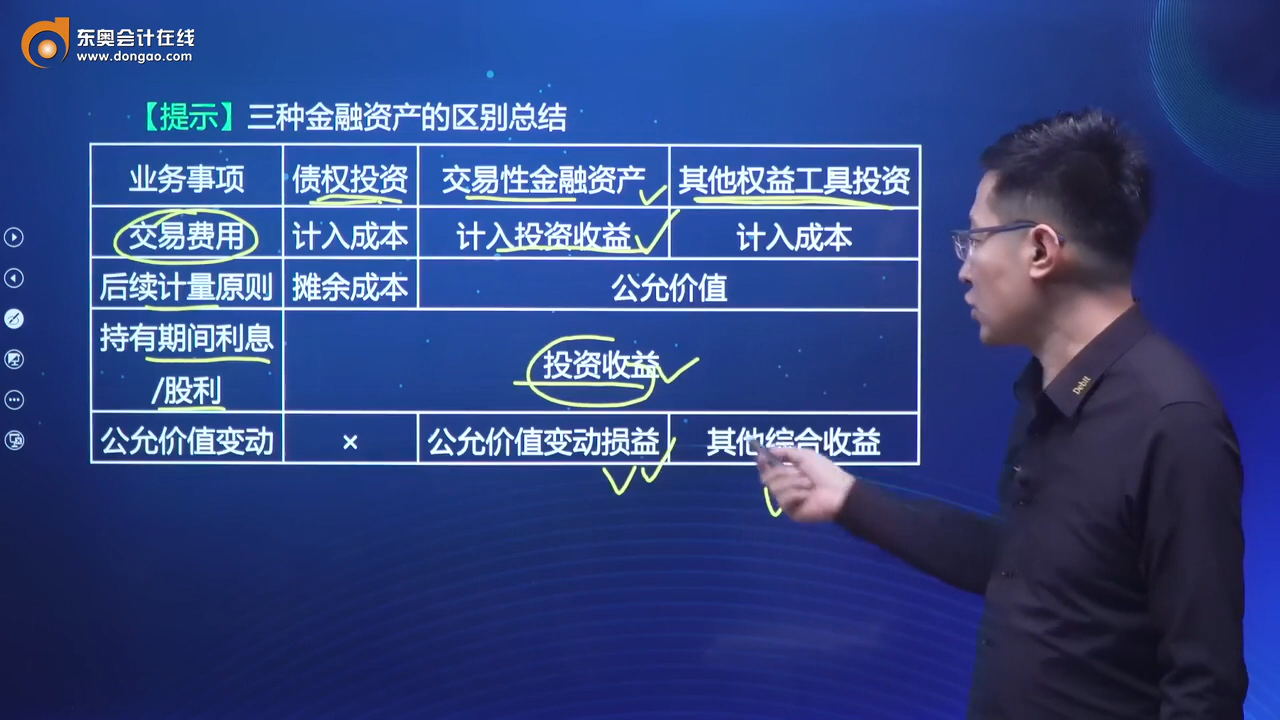 东奥会计在线
www.dongao.com
【提示】三种金融资产的区别总结
业务事项 债权投资 交易性金融资产 其他权益工具投资
交易费用 计入成本 计入投资收益 计入成本
后续计量原则 摊余成本 公允价值
持有期间利息
/股利
投资收益
公允价值变动 × 公允价值变动损益 其他综合收益
Debit